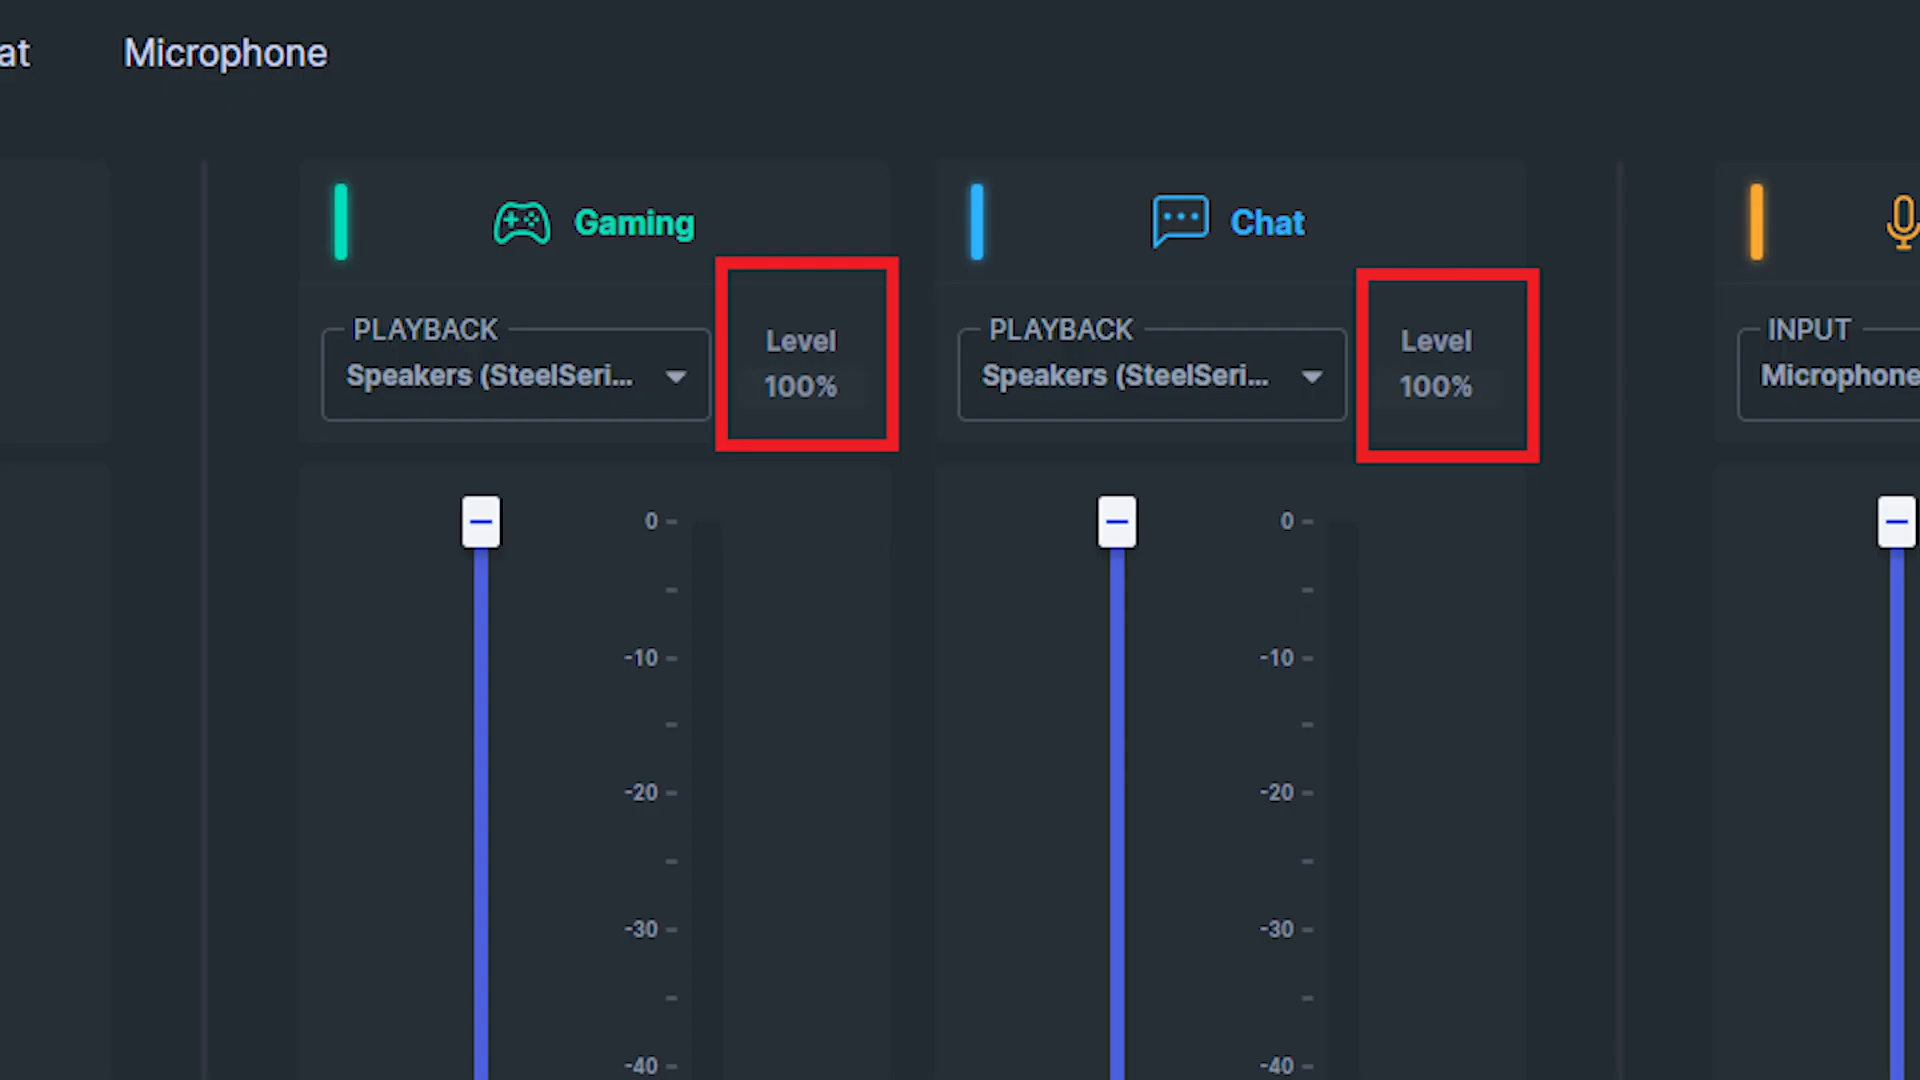 at Microphone
Gaming
PLAYBACK
Speakers (SteelSeri...
Level
100%
0
-10
-20
-30
-40
Chat
PLAYBACK
Speakers (SteelSeri...
Level
100%
0
-10
-20
-30
-40
INPUT
Microphone